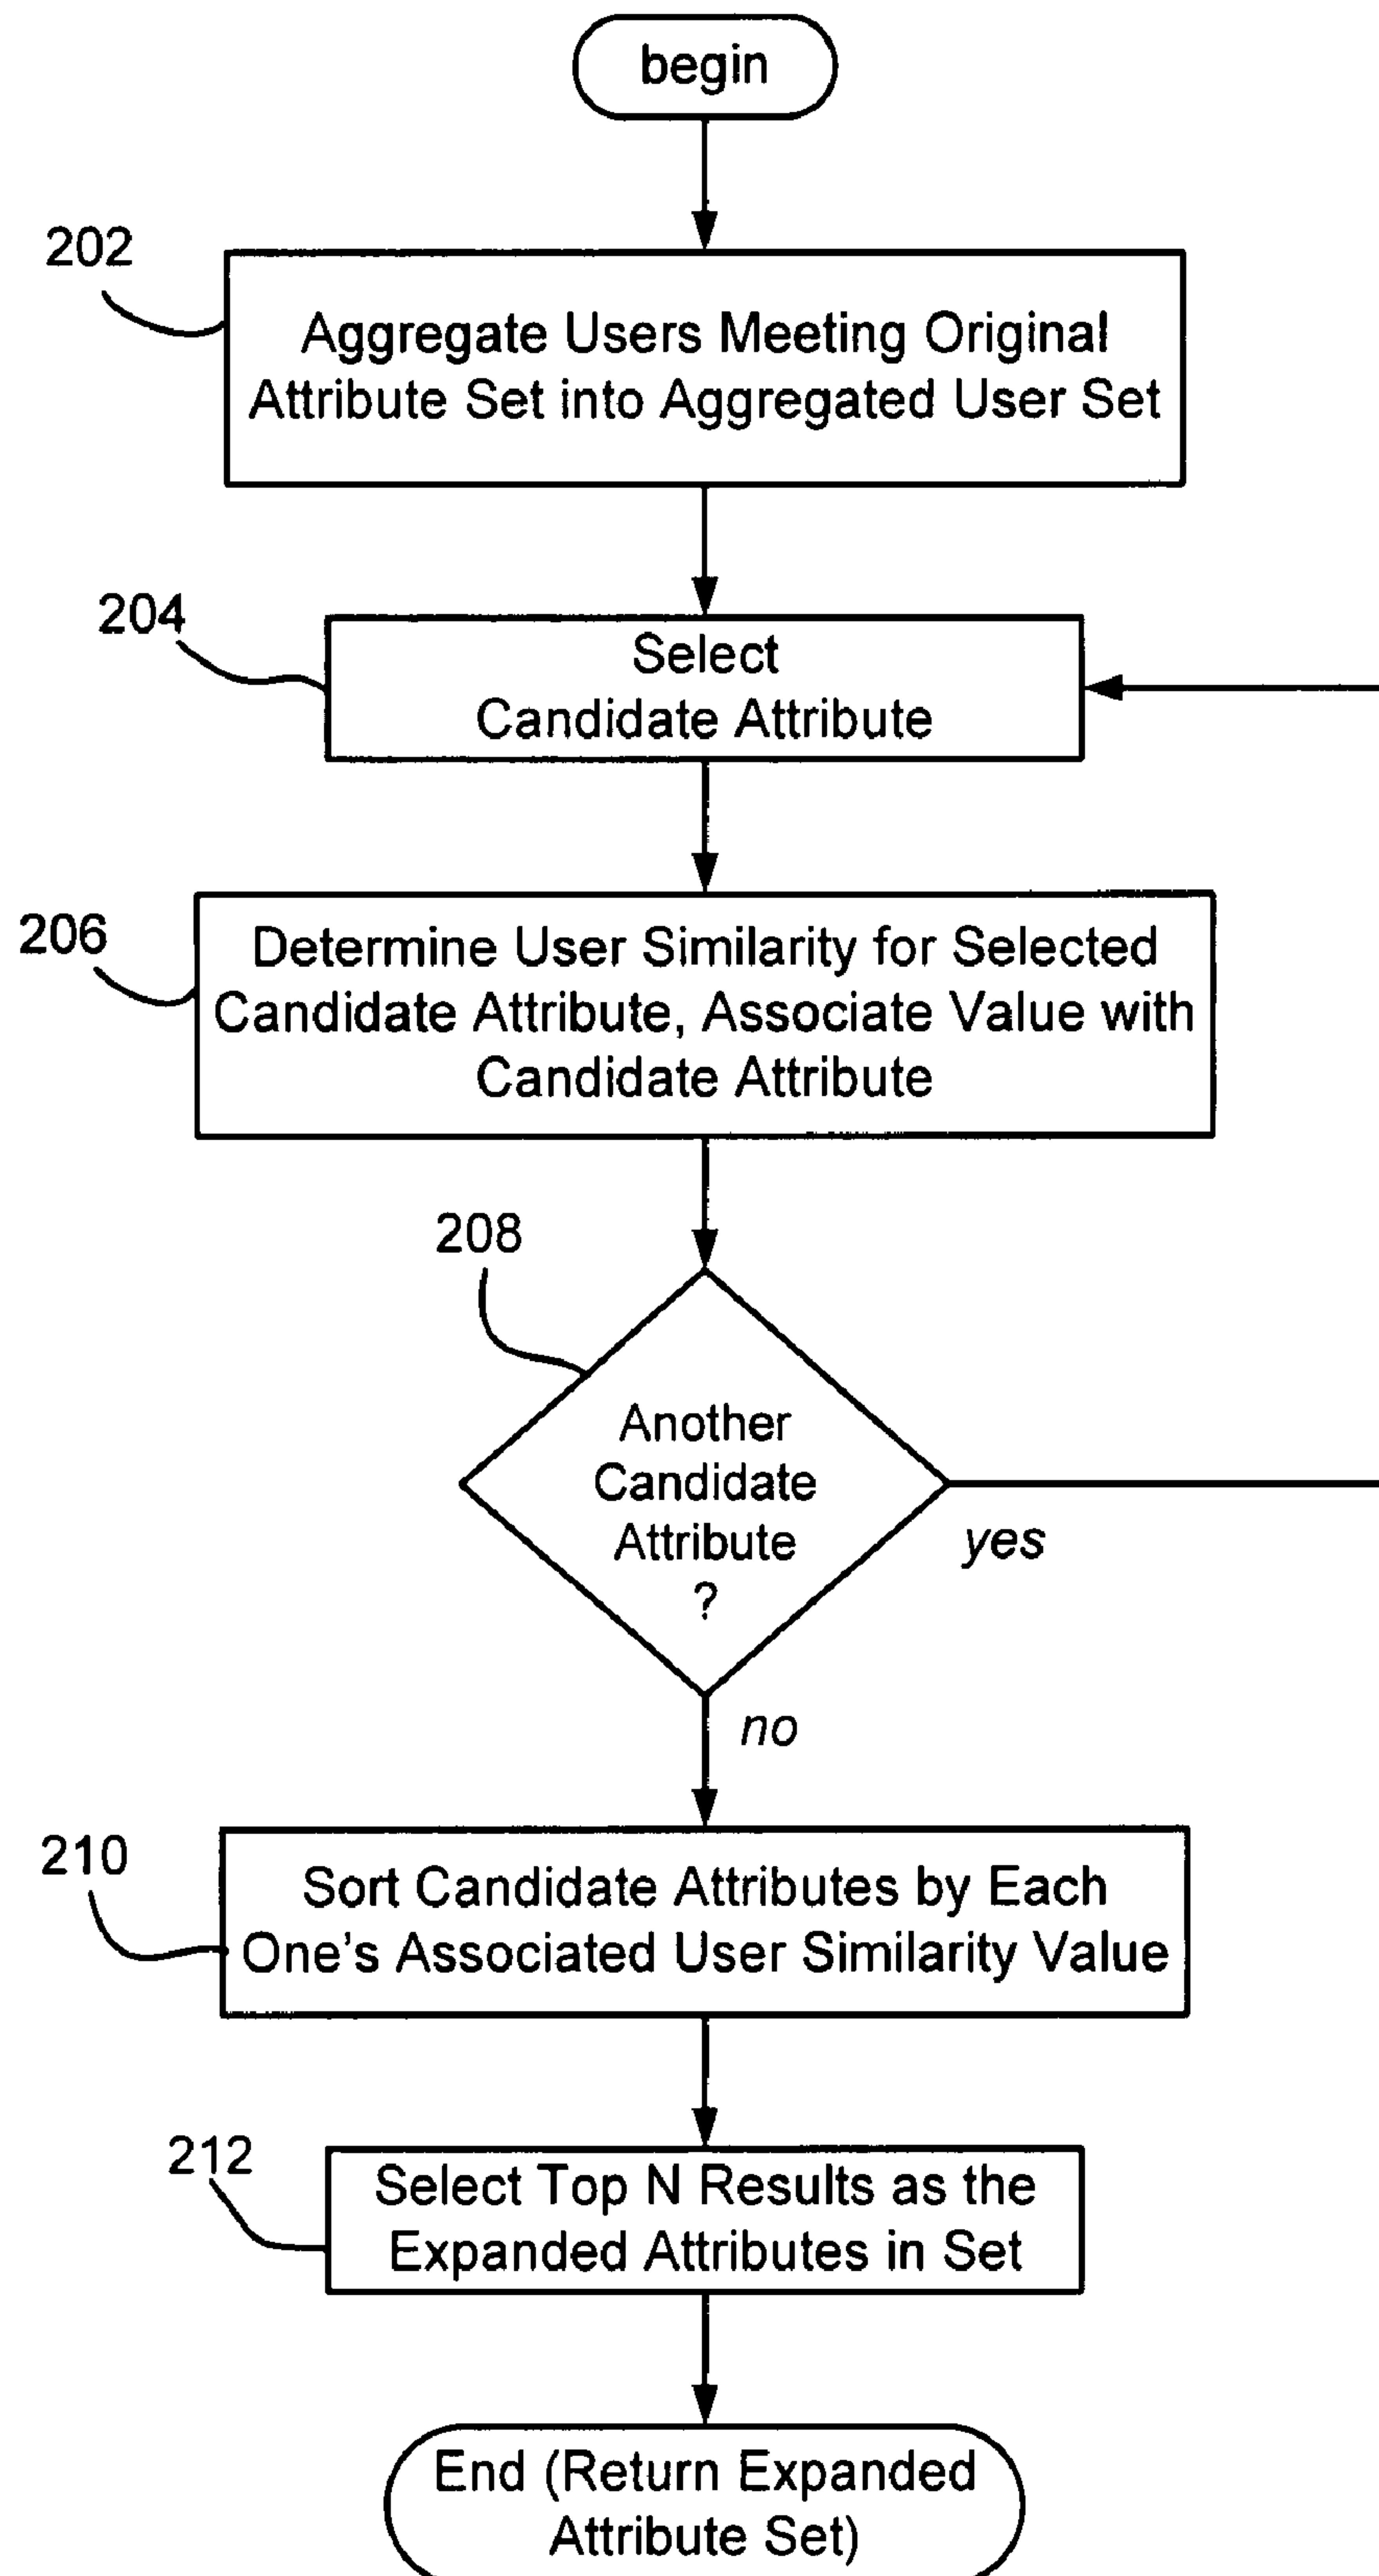 begin
202
Aggregate Users Meeting Original
Attribute Set into Aggregated User Set
204
Select
Candidate Attribute
206
Determine User Similarity for Selected
Candidate Attribute, Associate Value with
Candidate Attribute
208
Another
Candidate
Attribute
?
yes
no
210
Sort Candidate Attributes by Each
One's Associated User Similarity Value
212
Select Top N Results as the
Expanded Attributes in Set
End (Return Expanded
Attribute Set)